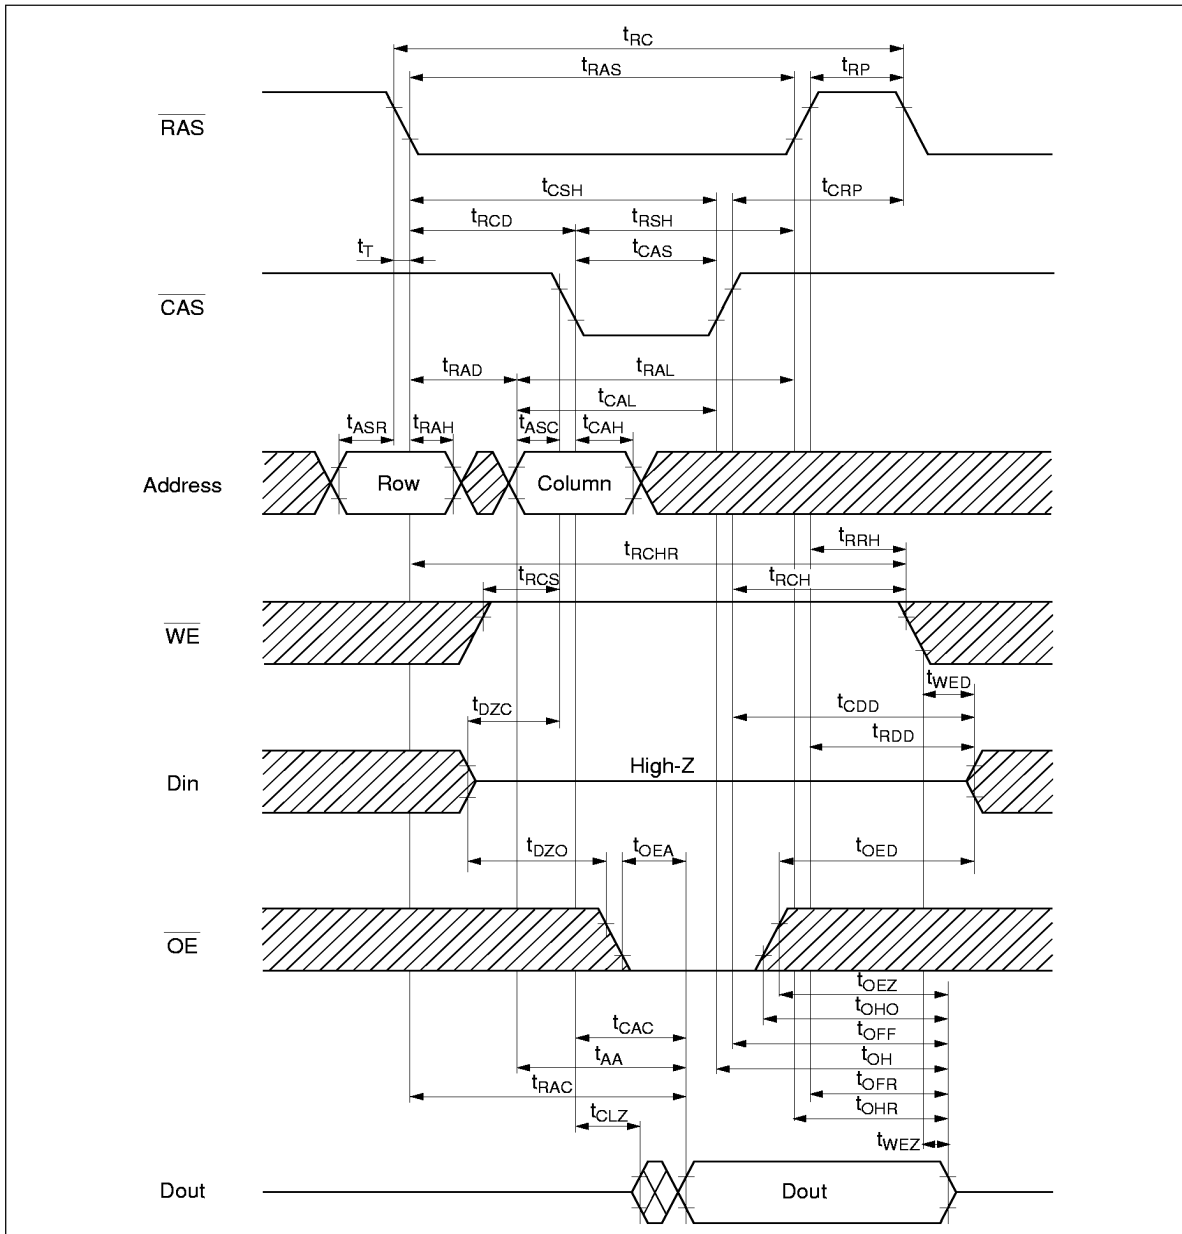 tRC
tRAS
tRP
RAS
tCSH
tCRP
tRCD
tRSH
tT
tCAS
CAS
tRAD
tRAL
tCAL
tASR
tRAH
tASC
tCAH
Address
Row
Column
tRRH
tRCHR
tRCS
tRCH
WE
tWED
tDZC
tCDD
tRDD
High-Z
Din
tDZO
tOEA
tOED
OE
tOEZ
tOHO
tCAC
tOFF
tAA
tOH
tRAC
tOFR
tCLZ
tOHR
tWEZ
Dout
Dout